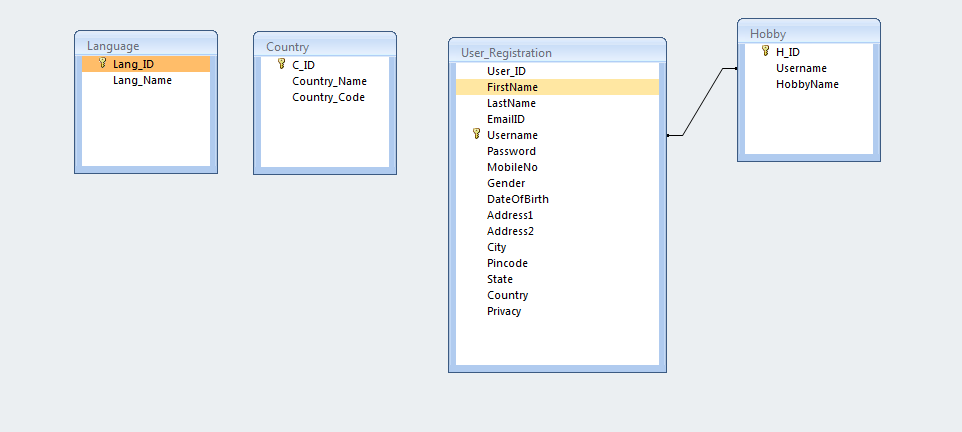 Language
Lang_ID
Lang_Name
Country
C_ID
Country_Name
Country_Code
User_Registration
User_ID
FirstName
LastName
EmailID
Username
Password
MobileNo
Gender
DateOfBirth
Address1
Address2
City
Pincode
State
Country
Privacy
Hobby
H_ID
Username
HobbyName